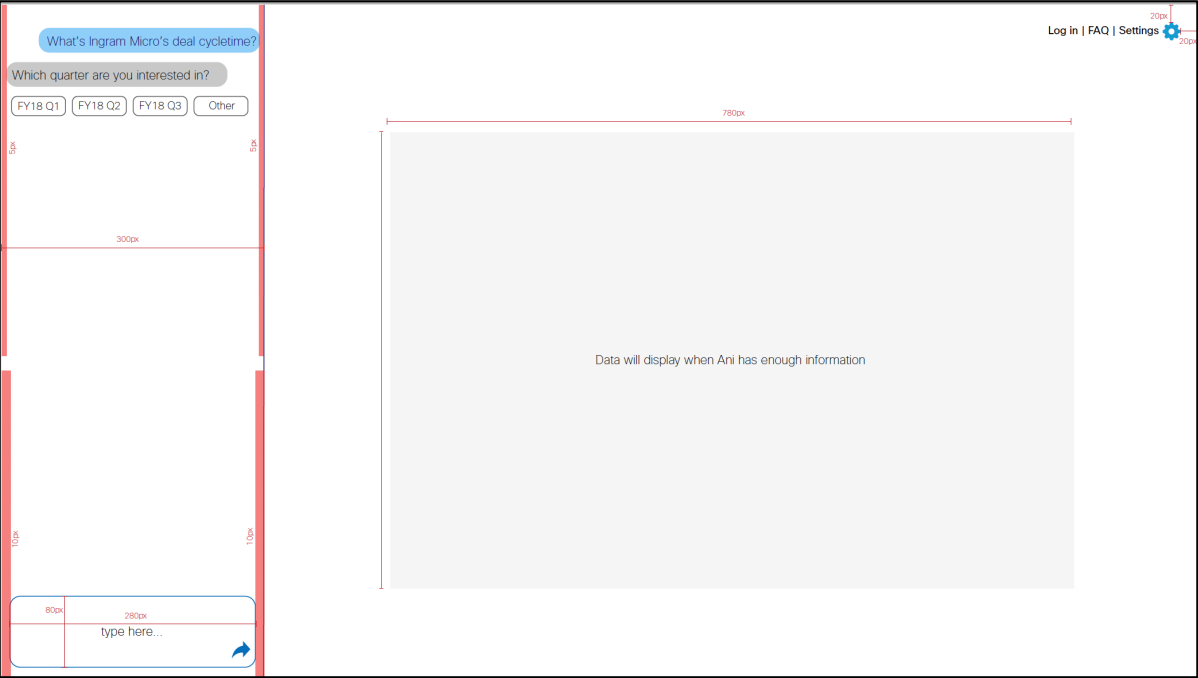 20px
Log in | FAQ | Settings
20px
What's Ingram Micro's deal cycletime?
Which quarter are you interested in?
FY18 Q1 FY18 Q2 FY18 Q3 Other
780px
5px 5px
300px
Data will display when Ani has enough information
10px 10px
80px
280px
type here...